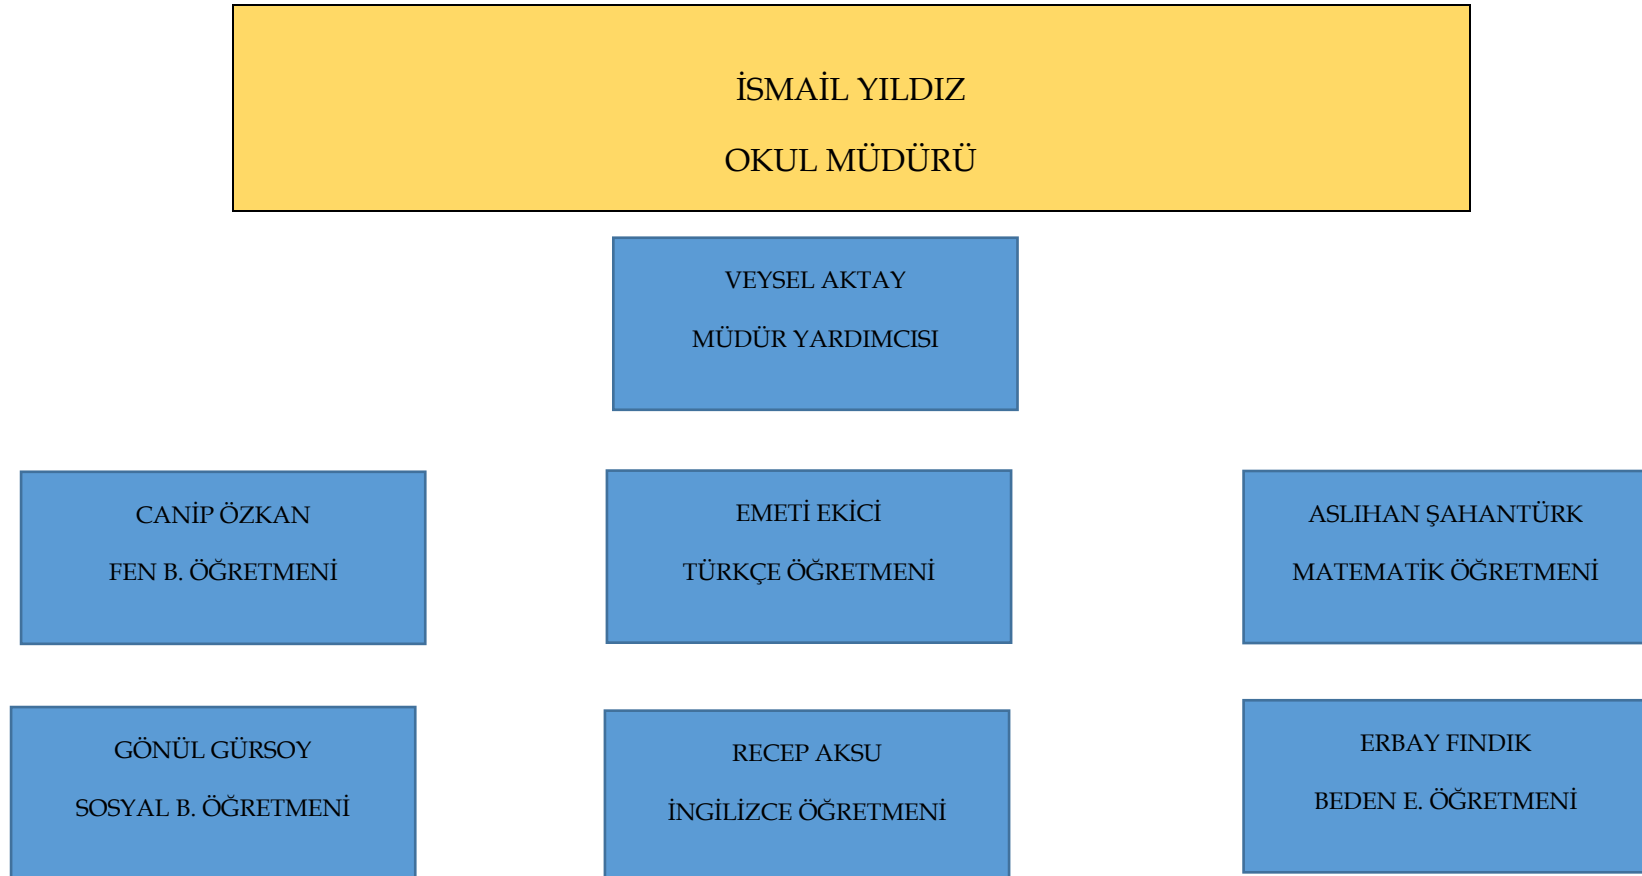 İSMAİL YILDIZ
OKUL MÜDÜRÜ
VEYSEL AKTAY
MÜDÜR YARDIMCISI
CANİP ÖZKAN
FEN B. ÖĞRETMENİ
EMETİ EKİCİ
TÜRKÇE ÖĞRETMENİ
ASLIHAN ŞAHANTÜRK
MATEMATİK ÖĞRETMENİ
GÖNÜL GÜRSOY
SOSYAL B. ÖĞRETMENİ
RECEP AKSU
İNGİLİZCE ÖĞRETMENİ
ERBAY FINDIK
BEDEN E. ÖĞRETMENİ